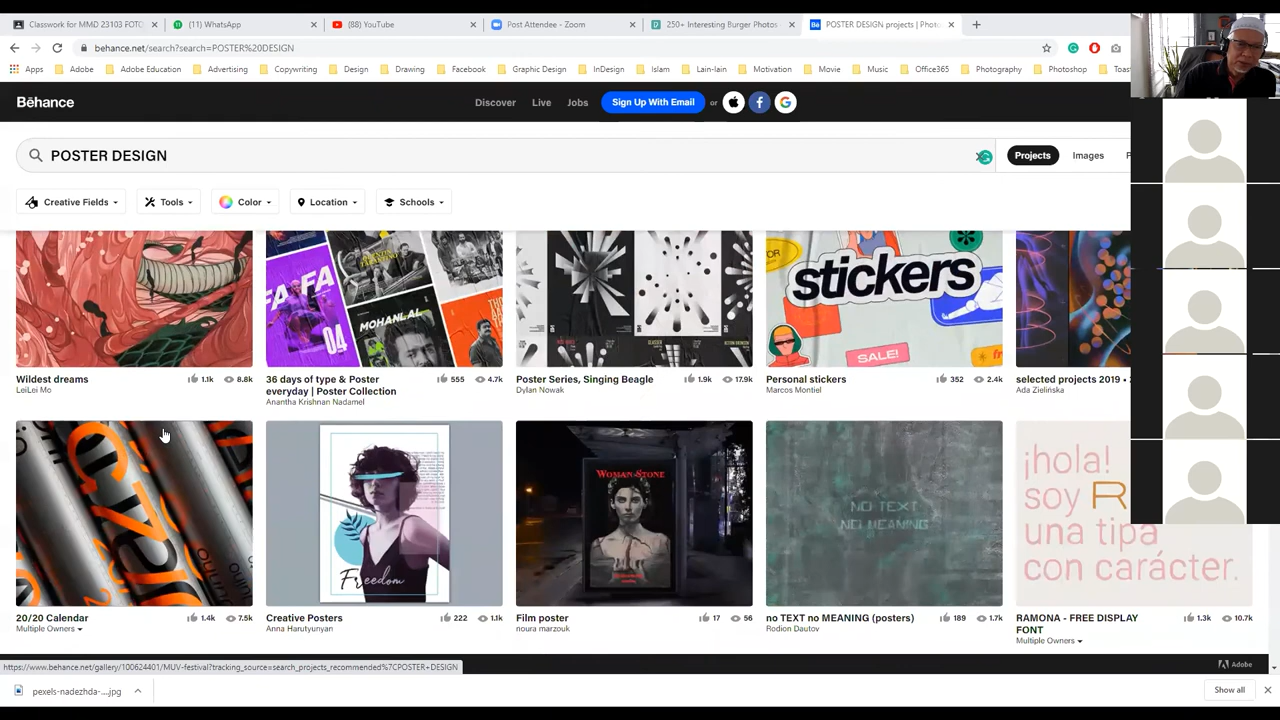 Classwork for MMD 23103 FOTO
(11) WhatsApp
(88) YouTube
Post Attendee - Zoom
250+ Interesting Burger Photos
POSTER DESIGN projects | Photo
behance.net/search?search=POSTER%20DESIGN
Apps
Adobe
Adobe Education
Advertising
Copywriting
Design
Drawing
Facebook
Graphic Design
InDesign
Islam
Lain-lain
Motivation
Movie
Music
Office365
Photography
Photoshop
Bēhance
Discover
Live
Jobs
Sign Up With Email
or
POSTER DESIGN
Projects
Images
Creative Fields
Tools
Color
Location
Schools
FA FA
04
MOHANLAL
stickers
SALE!
Wildest dreams
1.1k
8.8k
LeiLei Mo
36 days of type & Poster
everyday | Poster Collection
555
4.7k
Anantha Krishnan Nadamel
Poster Series, Singing Beagle
1.9k
17.9k
Dylan Nowak
Personal stickers
352
2.4k
Marcos Montiel
selected projects 2019 •
Ada Zielińska
Freedom
WOMAN-STONE
NO TEXT
NO MEANING
¡hola!
soy R
una tipa
con carácter.
20/20 Calendar
1.4k
7.5k
Multiple Owners
Creative Posters
222
1.1k
Anna Harutyunyan
Film poster
17
56
noura marzouk
no TEXT no MEANING (posters)
189
1.7k
Rodion Dautov
RAMONA - FREE DISPLAY
FONT
1.3k
10.7k
Multiple Owners
https://www.behance.net/gallery/100624401/MUV-festival?tracking_source=search_projects_recommended%7CPOSTER+DESIGN
Adobe
pexels-nadezhda-....jpg
Show all